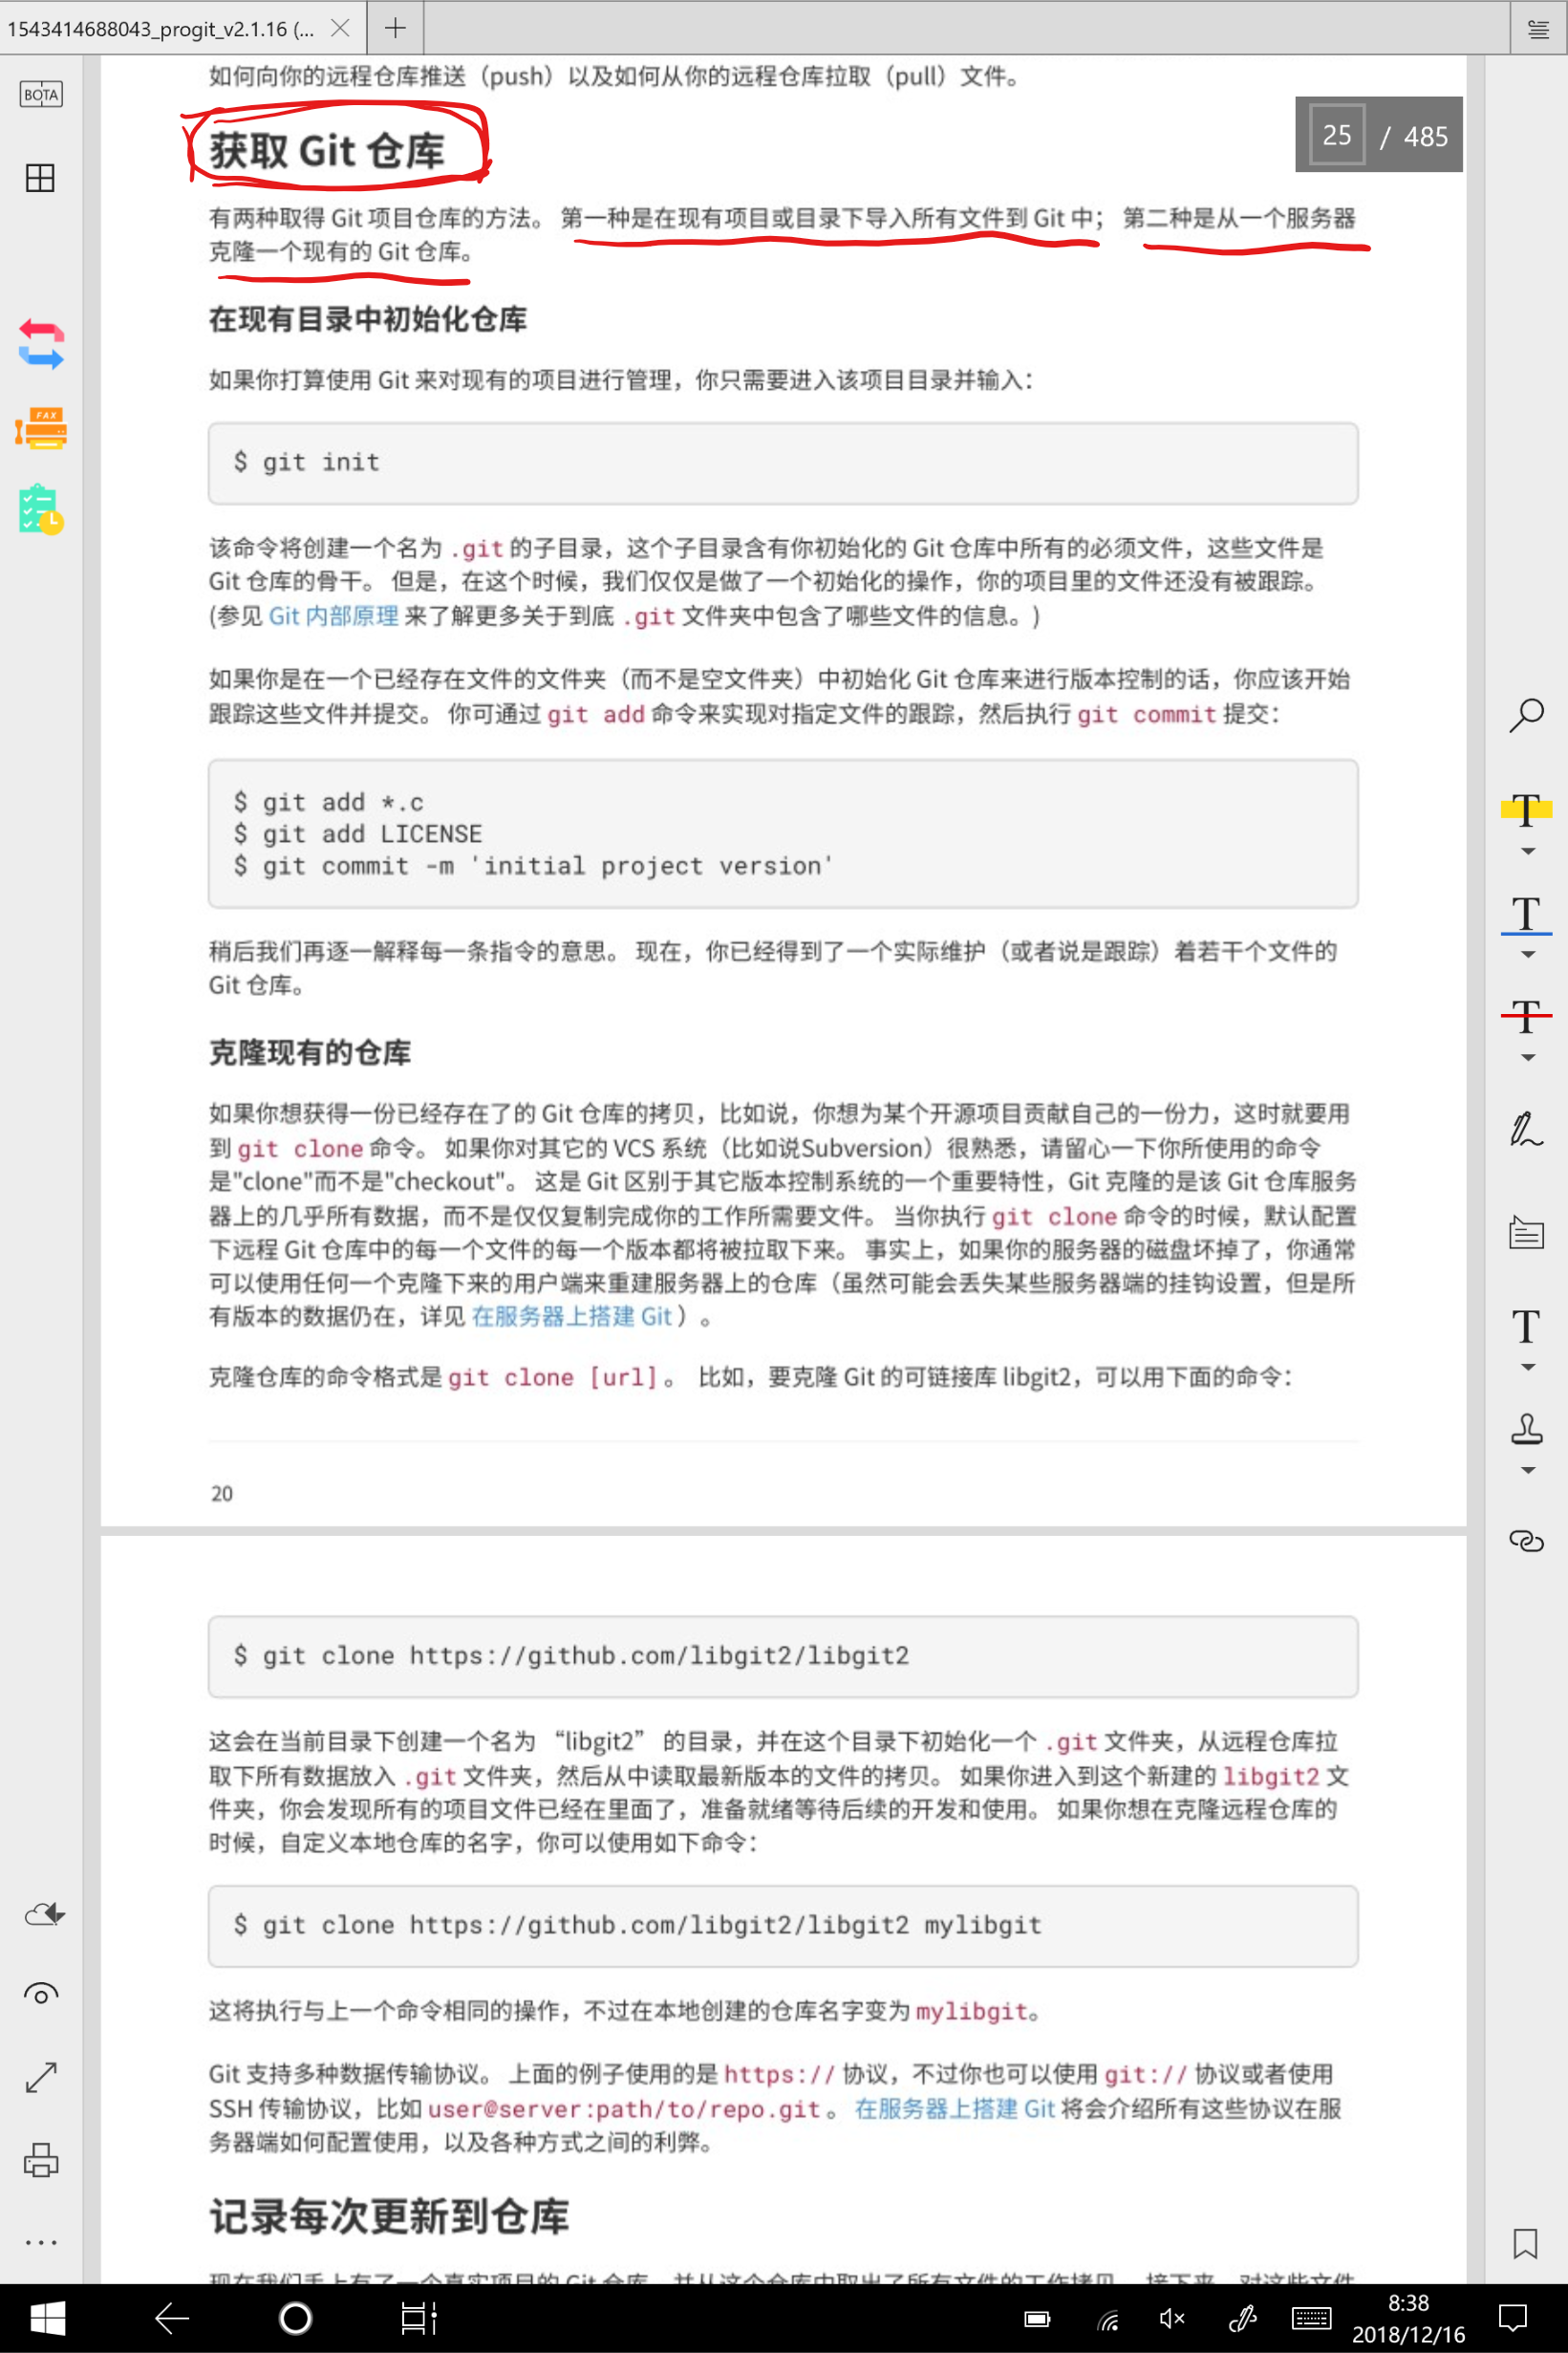 1543414688043_progit_v2.1.16 (...
BOTA
25 / 485
FAX
如何向你的远程仓库推送（push）以及如何从你的远程仓库拉取（pull）文件。
获取 Git 仓库
有两种取得 Git 项目仓库的方法。 第一种是在现有项目或目录下导入所有文件到 Git 中； 第二种是从一个服务器
克隆一个现有的 Git 仓库。
在现有目录中初始化仓库
如果你打算使用 Git 来对现有的项目进行管理，你只需要进入该项目目录并输入：
$ git init
该命令将创建一个名为 .git 的子目录，这个子目录含有你初始化的 Git 仓库中所有的必须文件，这些文件是
Git 仓库的骨干。 但是，在这个时候，我们仅仅是做了一个初始化的操作，你的项目里的文件还没有被跟踪。
(参见 Git 内部原理 来了解更多关于到底 .git 文件夹中包含了哪些文件的信息。)
如果你是在一个已经存在文件的文件夹（而不是空文件夹）中初始化 Git 仓库来进行版本控制的话，你应该开始
跟踪这些文件并提交。 你可通过 git add 命令来实现对指定文件的跟踪，然后执行 git commit 提交：
$ git add *.c
$ git add LICENSE
$ git commit -m 'initial project version'
稍后我们再逐一解释每一条指令的意思。 现在，你已经得到了一个实际维护（或者说是跟踪）着若干个文件的
Git 仓库。
克隆现有的仓库
如果你想获得一份已经存在了的 Git 仓库的拷贝，比如说，你想为某个开源项目贡献自己的一份力，这时就要用
到 git clone 命令。 如果你对其它的 VCS 系统（比如说Subversion）很熟悉，请留心一下你所使用的命令
是"clone"而不是"checkout"。 这是 Git 区别于其它版本控制系统的一个重要特性，Git 克隆的是该 Git 仓库服务
器上的几乎所有数据，而不是仅仅复制完成你的工作所需要文件。 当你执行 git clone 命令的时候，默认配置
下远程 Git 仓库中的每一个文件的每一个版本都将被拉取下来。 事实上，如果你的服务器的磁盘坏掉了，你通常
可以使用任何一个克隆下来的用户端来重建服务器上的仓库（虽然可能会丢失某些服务器端的挂钩设置，但是所
有版本的数据仍在，详见 在服务器上搭建 Git ）。
克隆仓库的命令格式是 git clone [url] 。 比如，要克隆 Git 的可链接库 libgit2，可以用下面的命令：
20
$ git clone https://github.com/libgit2/libgit2
这会在当前目录下创建一个名为 “libgit2” 的目录，并在这个目录下初始化一个 .git 文件夹，从远程仓库拉
取下所有数据放入 .git 文件夹，然后从中读取最新版本的文件的拷贝。 如果你进入到这个新建的 libgit2 文
件夹，你会发现所有的项目文件已经在里面了，准备就绪等待后续的开发和使用。 如果你想在克隆远程仓库的
时候，自定义本地仓库的名字，你可以使用如下命令：
$ git clone https://github.com/libgit2/libgit2 mylibgit
这将执行与上一个命令相同的操作，不过在本地创建的仓库名字变为 mylibgit。
Git 支持多种数据传输协议。 上面的例子使用的是 https:// 协议，不过你也可以使用 git:// 协议或者使用
SSH 传输协议，比如 user@server:path/to/repo.git 。 在服务器上搭建 Git 将会介绍所有这些协议在服
务器端如何配置使用，以及各种方式之间的利弊。
记录每次更新到仓库
现在我们手上有了一个真实项目的 Git 仓库，并从这个仓库中取出了所有文件的工作拷贝。 接下来，对这些文件
8:38
2018/12/16